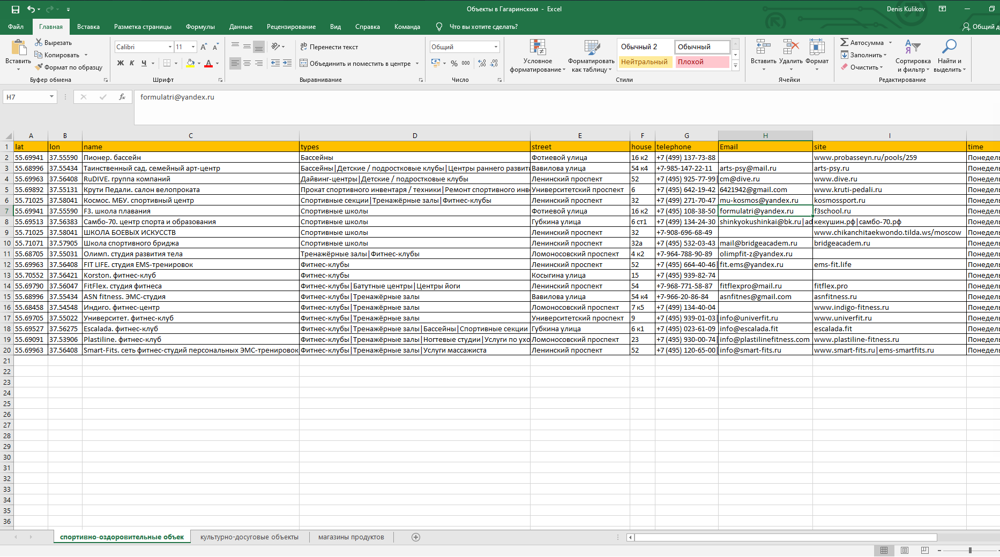 Объекты в Гагаринском - Excel
Denis Kulikov
Файл Главная Вставка Разметка страницы Формулы Данные Рецензирование Вид Справка Команда Что вы хотите сделать? Общий д
Вставить
Вырезать
Копировать
Формат по образцу
Буфер обмена
Calibri 11
Ж К Ч
Шрифт
Перенести текст
Объединить и поместить в центре
Выравнивание
Общий
% 000
Число
Условное форматирование
Форматировать как таблицу
Обычный 2 Обычный
Нейтральный Плохой
Стили
Вставить Удалить Формат
Ячейки
Автосумма
Заполнить
Очистить
Сортировка и фильтр
Найти и выделить
Редактирование
H7 fx formulatri@yandex.ru
A B C D E F G H I
1 lat lon name types street house telephone Email site time
2 55.69941 37.55590 Пионер. бассейн Бассейны Фотиевой улица 16 к2 +7 (499) 137-73-88 www.probasseyn.ru/pools/259 Понедель
3 55.68996 37.55434 Таинственный сад. семейный арт-центр Бассейны|Детские / подростковые клубы|Центры раннего развити Вавилова улица 54 к4 +7-985-147-22-11 arts-psy@mail.ru arts-psy.ru Понедель
4 55.69963 37.56408 RuDIVE. группа компаний Дайвинг-центры|Детские / подростковые клубы Ленинский проспект 52 +7 (495) 925-77-99| cm@dive.ru www.dive.ru Понедель
5 55.69892 37.55131 Крути Педали. салон велопроката Прокат спортивного инвентаря / техники|Ремонт спортивного инве Университетский проспект 6 +7 (495) 642-19-42 6421942@gmail.com www.kruti-pedali.ru Понедель
6 55.71025 37.58041 Космос. МБУ. спортивный центр Спортивные секции|Тренажёрные залы|Фитнес-клубы Ленинский проспект 32 +7 (499) 271-70-47 mu-kosmos@yandex.ru kosmossport.ru Понедель
7 55.69941 37.55590 F3. школа плавания Спортивные школы Фотиевой улица 16 к2 +7 (495) 108-38-50 formulatri@yandex.ru f3school.ru Понедель
8 55.69513 37.56383 Самбо-70. центр спорта и образования Спортивные школы Губкина улица 6 ст1 +7 (499) 134-24-30 shinkyokushinkai@bk.ru|ad кекушин.рф|самбо-70.рф Понедель
9 55.71025 37.58041 ШКОЛА БОЕВЫХ ИСКУССТВ Спортивные школы Ленинский проспект 32 +7-908-696-68-49 www.chikanchitaekwondo.tilda.ws/moscow Понедель
10 55.71071 37.57905 Школа спортивного бриджа Спортивные школы Ленинский проспект 32а +7 (495) 532-03-43 mail@bridgeacadem.ru bridgeacadem.ru Понедель
11 55.68705 37.55031 Олимп. студия развития тела Тренажёрные залы|Фитнес-клубы Ломоносовский проспект 4 к2 +7-964-788-90-89 olimpfit-z@yandex.ru Понедель
12 55.69963 37.56408 FIT LIFE. студия EMS-тренировок Фитнес-клубы Ленинский проспект 52 +7 (495) 664-40-46| fit.ems@yandex.ru ems-fit.life Понедель
13 55.70552 37.56421 Korston. фитнес-клуб Фитнес-клубы Косыгина улица 15 +7 (495) 939-82-74 Понедель
14 55.69790 37.56047 FitFlex. студия фитнеса Фитнес-клубы|Батутные центры|Центры йоги Ленинский проспект 54 +7-968-771-58-87 fitflexpro@mail.ru fitflex.pro Понедель
15 55.68996 37.55434 ASN fitness. ЭМС-студия Фитнес-клубы|Тренажёрные залы Вавилова улица 54 к4 +7-966-20-86-84 asnfitnes@gmail.com asnfitness.ru Понедель
16 55.68458 37.54548 Индиго. фитнес-центр Фитнес-клубы|Тренажёрные залы Ломоносовский проспект 7 к5 +7 (499) 134-40-04 www.indigo-fitness.ru Понедель
17 55.69705 37.55022 Университет. фитнес-клуб Фитнес-клубы|Тренажёрные залы Университетский проспект 9 +7 (495) 939-01-03| info@univerfit.ru www.univerfit.ru Понедель
18 55.69527 37.56275 Escalada. фитнес-клуб Фитнес-клубы|Тренажёрные залы|Бассейны|Спортивные секции Губкина улица 6 к1 +7 (495) 023-61-09 info@escalada.fit escalada.fit Понедель
19 55.69091 37.53906 Plastiline. фитнес-клуб Фитнес-клубы|Тренажёрные залы|Ногтевые студии|Услуги по ухо Ломоносовский проспект 23 +7 (495) 930-00-74| info@plastilinefitness.com www.plastiline-fitness.ru Понедель
20 55.69963 37.56408 Smart-Fits. сеть фитнес-студий персональных ЭМС-тренировок Фитнес-клубы|Тренажёрные залы|Услуги массажиста Ленинский проспект 52 +7 (495) 120-65-00| info@smart-fits.ru www.smart-fits.ru|ems-smartfits.ru Понедель
21
22
23
24
25
26
27
28
29
30
31
32
33
34
35
36
спортивно-оздоровительные объек культурно-досуговые объекты магазины продуктов